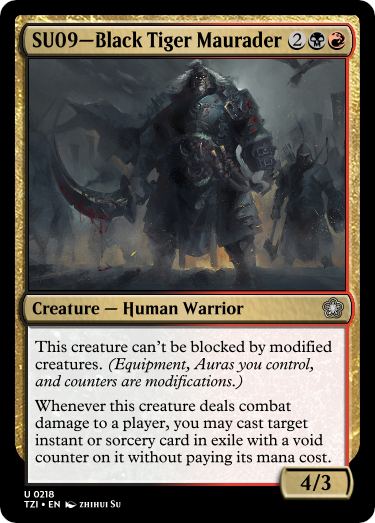 SU09—Black Tiger Maurader 2
Creature — Human Warrior
This creature can't be blocked by modified
creatures. (Equipment, Auras you control,
and counters are modifications.)
Whenever this creature deals combat
damage to a player, you may cast target
instant or sorcery card in exile with a void
counter on it without paying its mana cost.
4/3
U 0218
TZI • EN ZHIHUI SU